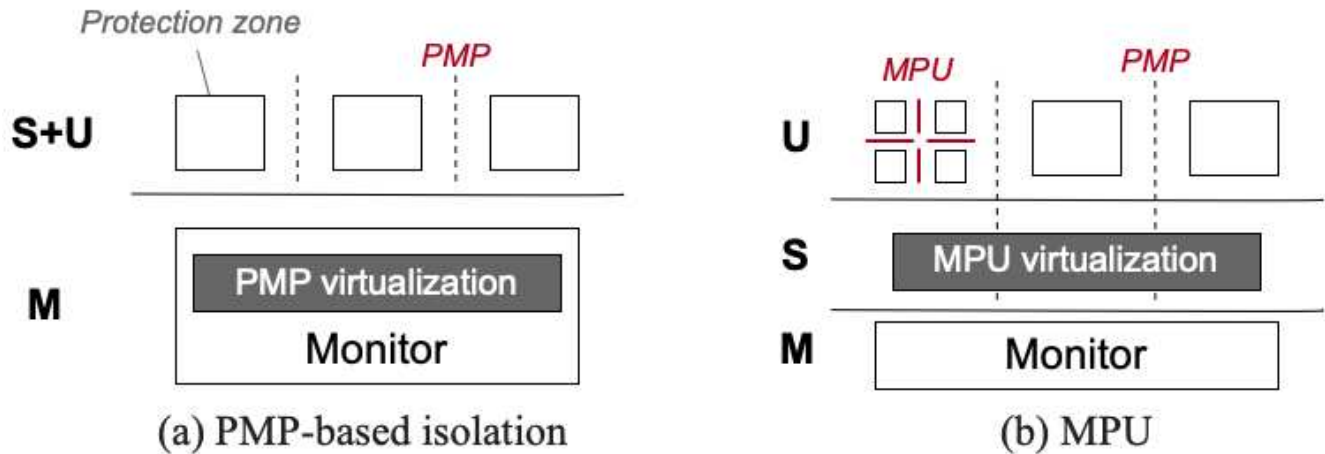 Protection zone
PMP
S+U
M
PMP virtualization
Monitor
(a) PMP-based isolation
MPU
PMP
U
S
MPU virtualization
M
Monitor
(b) MPU